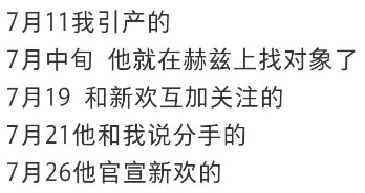 7月11我引产的
7月中旬 他就在赫兹上找对象了
7月19 和新欢互加关注的
7月21他和我说分手的
7月26他官宣新欢的